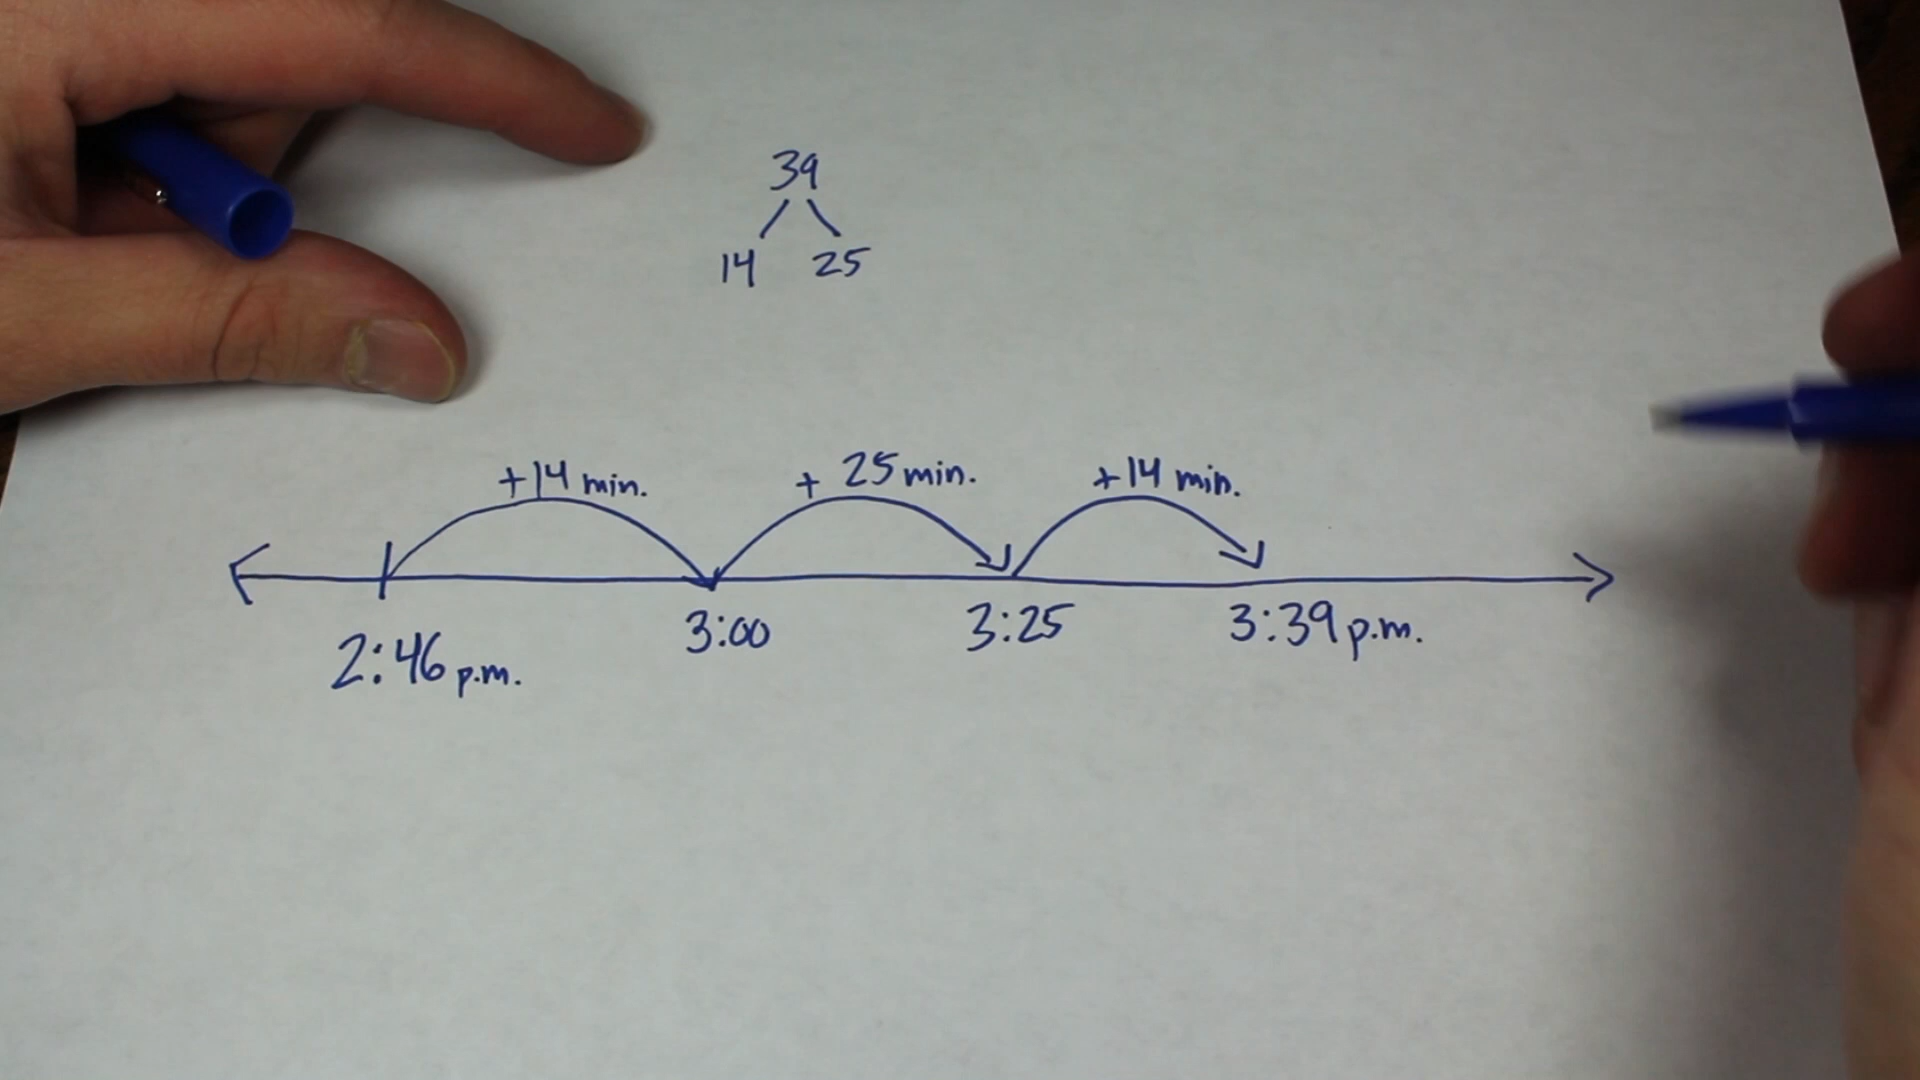 39
14 25
+14 min. + 25 min. +14 min.
2:46 p.m. 3:00 3:25 3:39 p.m.